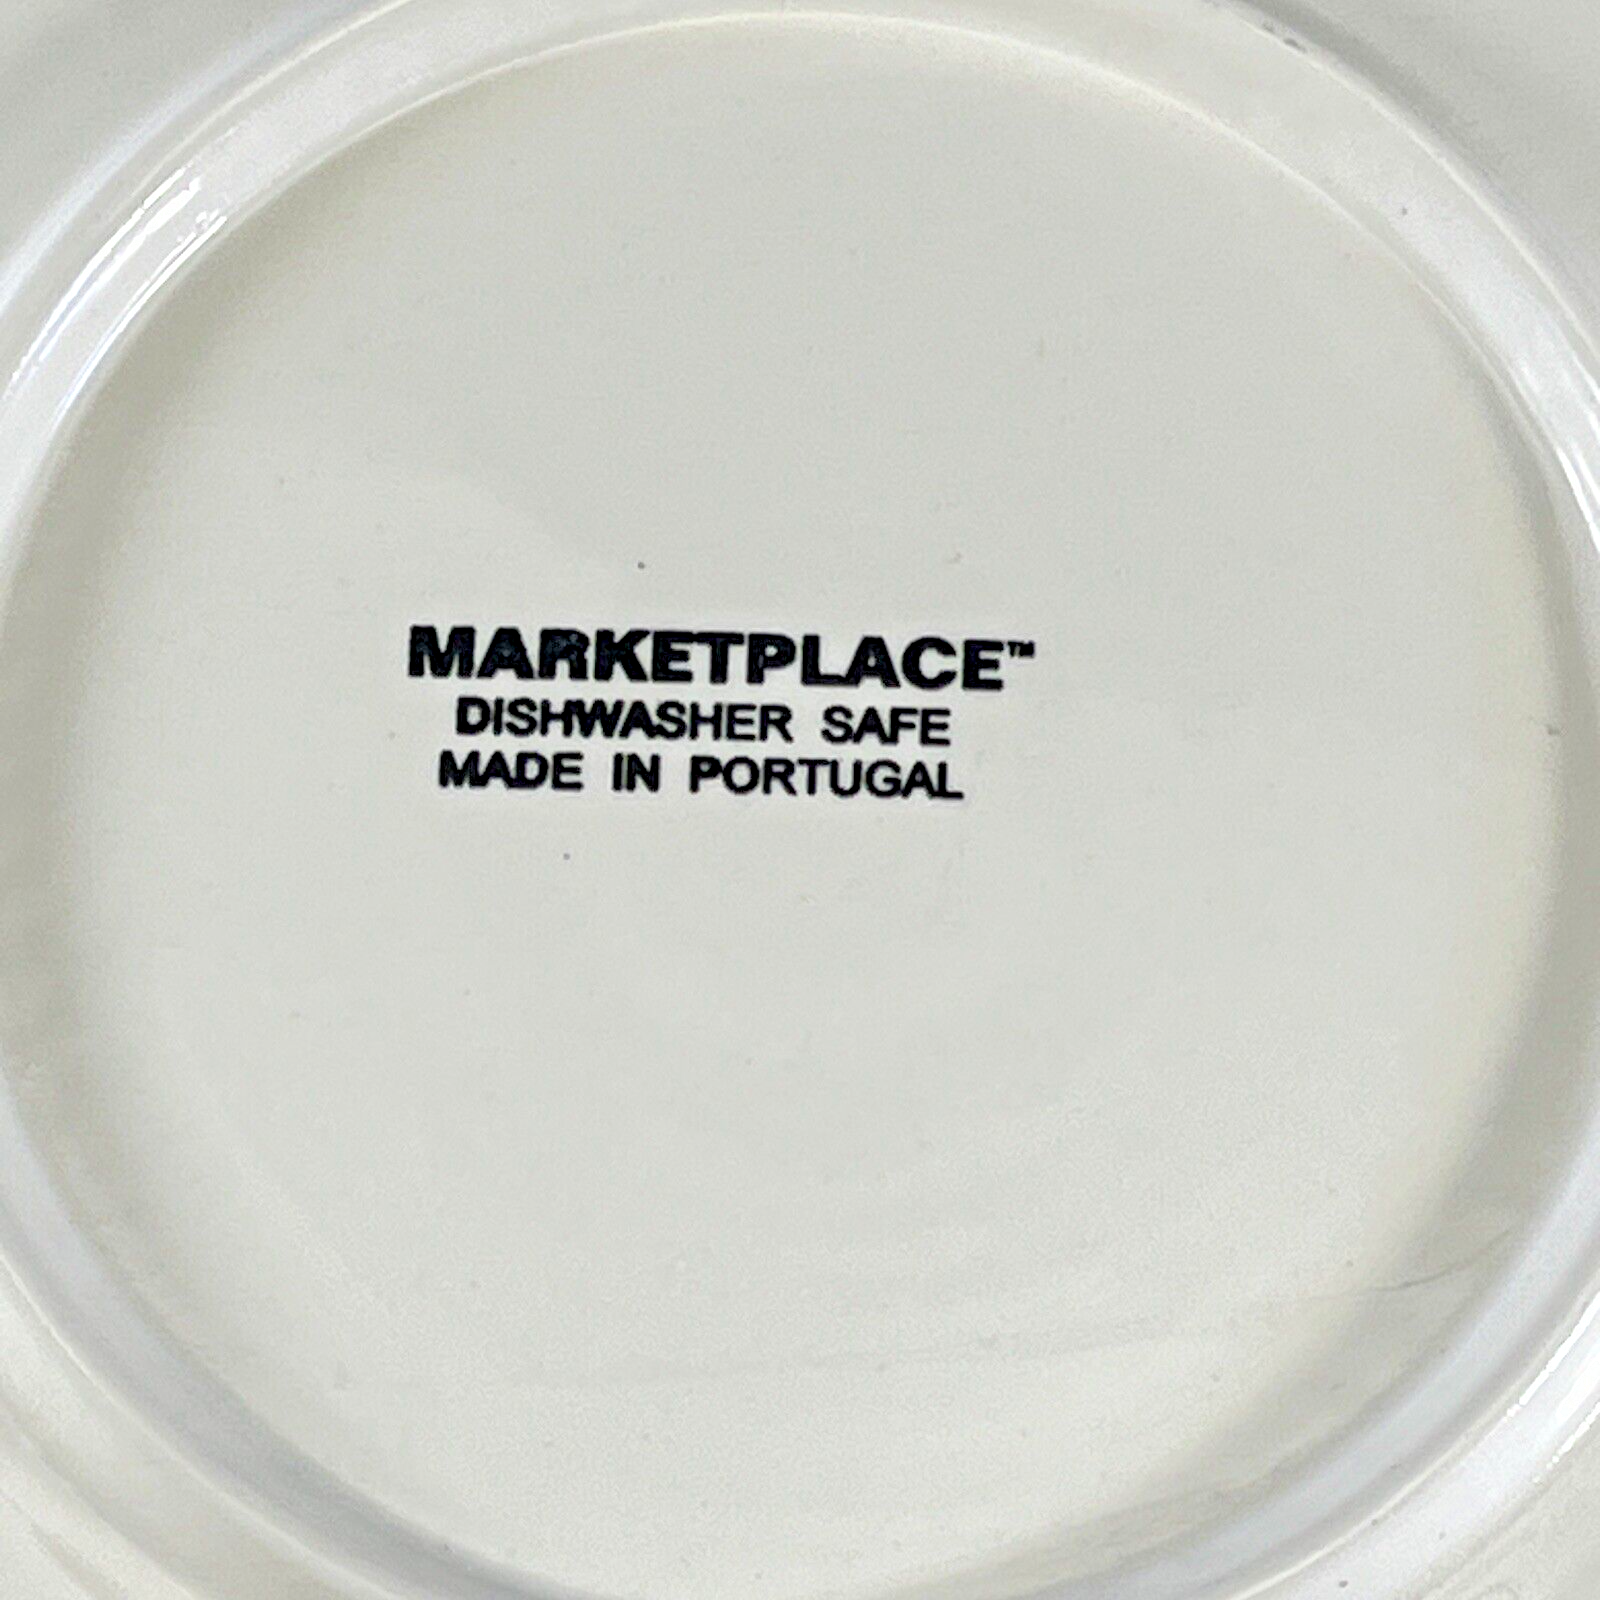 MARKETPLACE™
DISHWASHER SAFE
MADE IN PORTUGAL